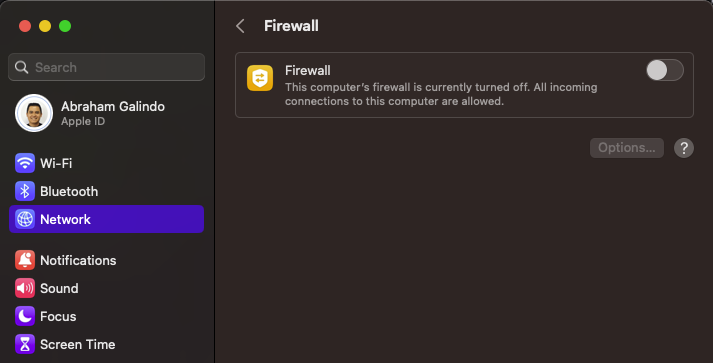 Firewall
Search
Firewall
This computer's firewall is currently turned off. All incoming
connections to this computer are allowed.
Abraham Galindo
Apple ID
Options...
?
Wi-Fi
Bluetooth
Network
Notifications
Sound
Focus
Screen Time